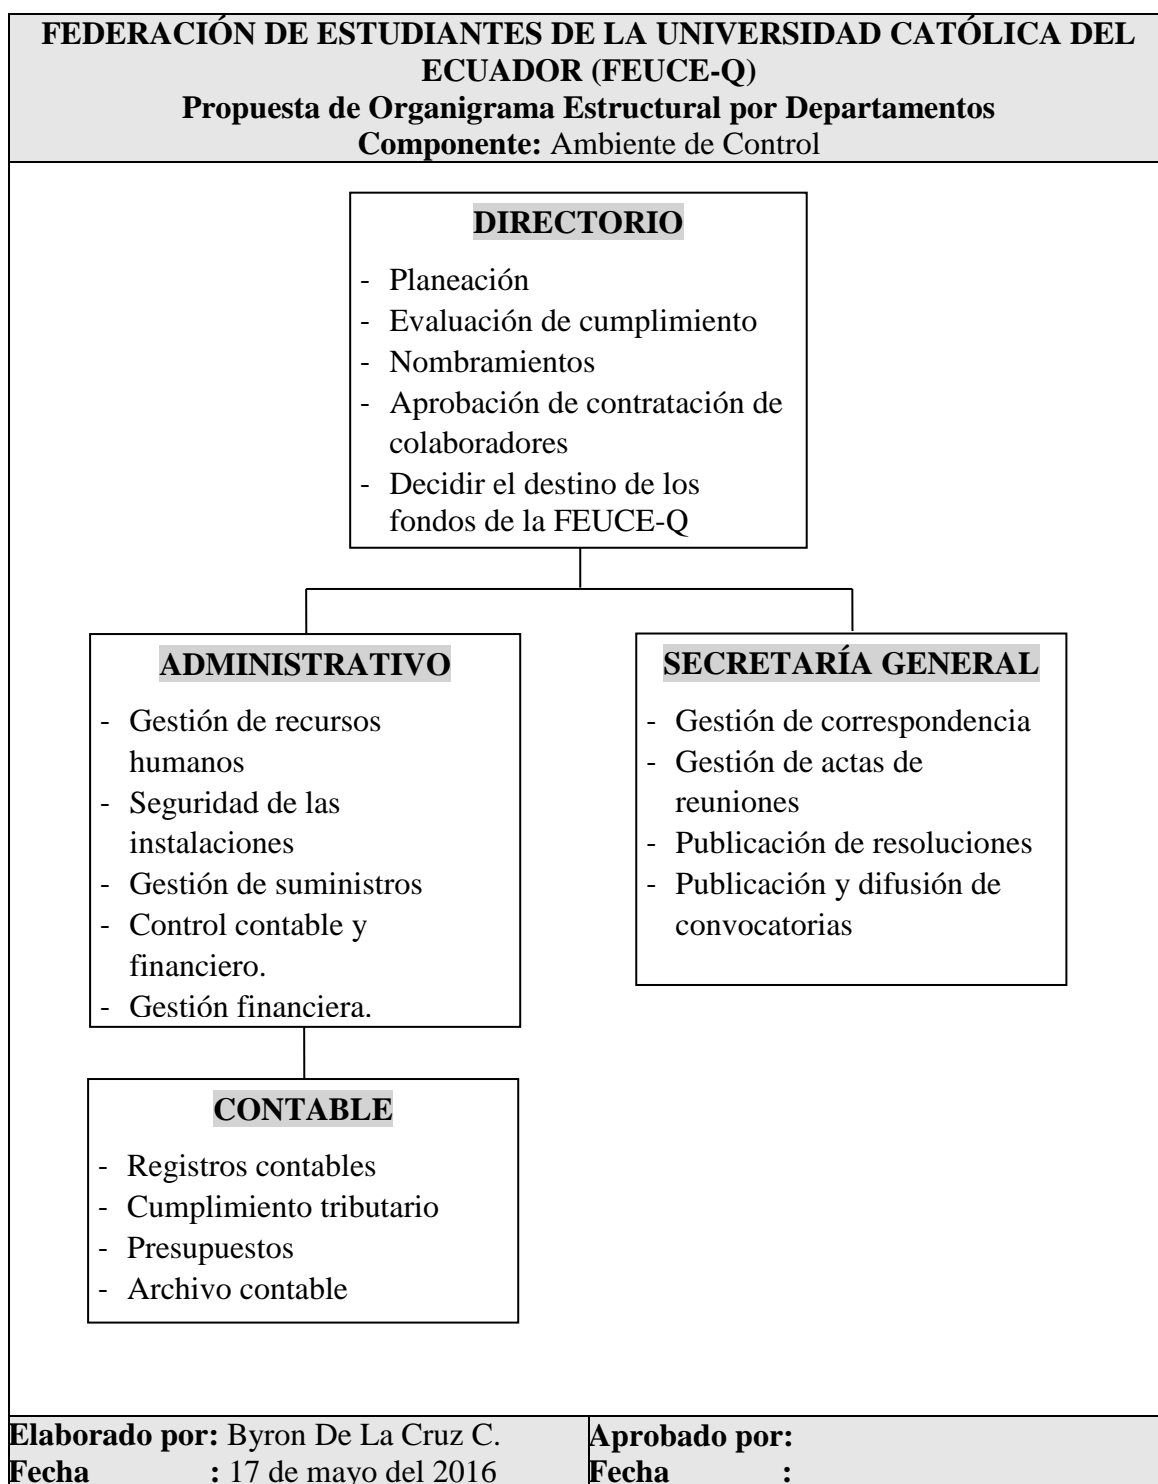 FEDERACIÓN DE ESTUDIANTES DE LA UNIVERSIDAD CATÓLICA DEL
ECUADOR (FEUCE-Q)
Propuesta de Organigrama Estructural por Departamentos
Componente: Ambiente de Control
DIRECTORIO
- Planeación
- Evaluación de cumplimiento
- Nombramientos
- Aprobación de contratación de
colaboradores
- Decidir el destino de los
fondos de la FEUCE-Q
ADMINISTRATIVO
- Gestión de recursos
humanos
- Seguridad de las
instalaciones
- Gestión de suministros
- Control contable y
financiero.
- Gestión financiera.
SECRETARÍA GENERAL
- Gestión de correspondencia
- Gestión de actas de
reuniones
- Publicación de resoluciones
- Publicación y difusión de
convocatorias
CONTABLE
- Registros contables
- Cumplimiento tributario
- Presupuestos
- Archivo contable
Elaborado por: Byron De La Cruz C.
Fecha : 17 de mayo del 2016
Aprobado por:
Fecha :